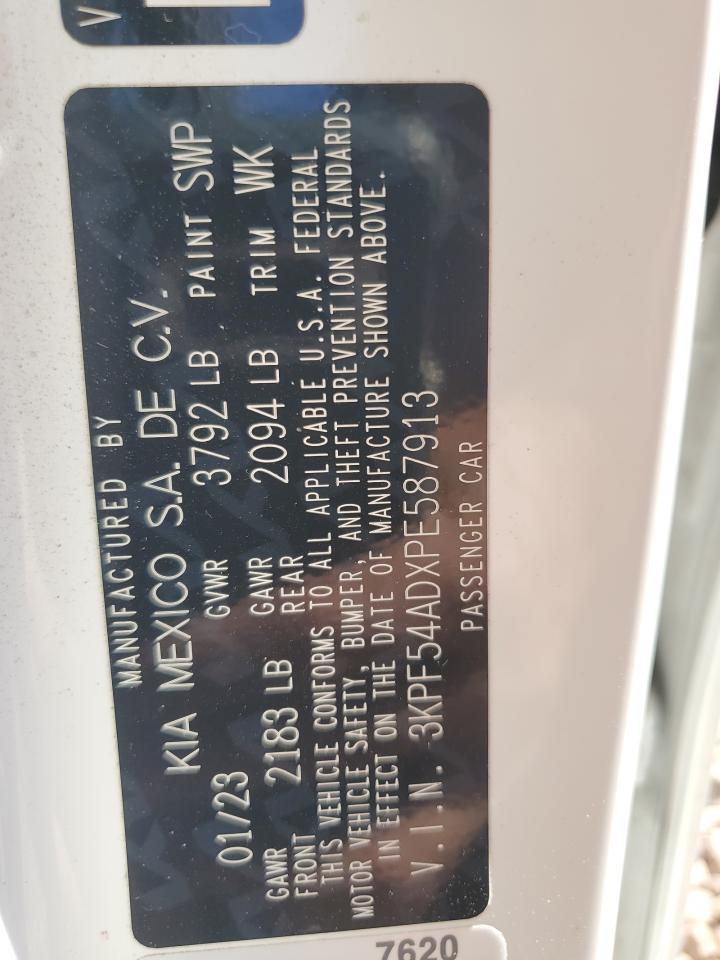 MANUFACTURED BY
KIA MEXICO S.A. DE C.V.
01/23 GVWR 3792 LB PAINT SWP
GAWR FRONT 2183 LB GAWR REAR 2094 LB TRIM WK
THIS VEHICLE CONFORMS TO ALL APPLICABLE U.S.A. FEDERAL
MOTOR VEHICLE SAFETY, BUMPER, AND THEFT PREVENTION STANDARDS
IN EFFECT ON THE DATE OF MANUFACTURE SHOWN ABOVE.
V.I.N. 3KPF54ADXPE587913
PASSENGER CAR
7620
V